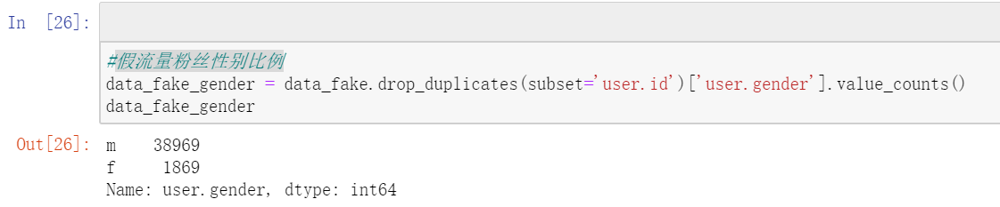 In [26]:
#假流量粉丝性别比例
data_fake_gender = data_fake.drop_duplicates(subset='user.id')['user.gender'].value_counts()
data_fake_gender
Out[26]: m    38969
f     1869
Name: user.gender, dtype: int64